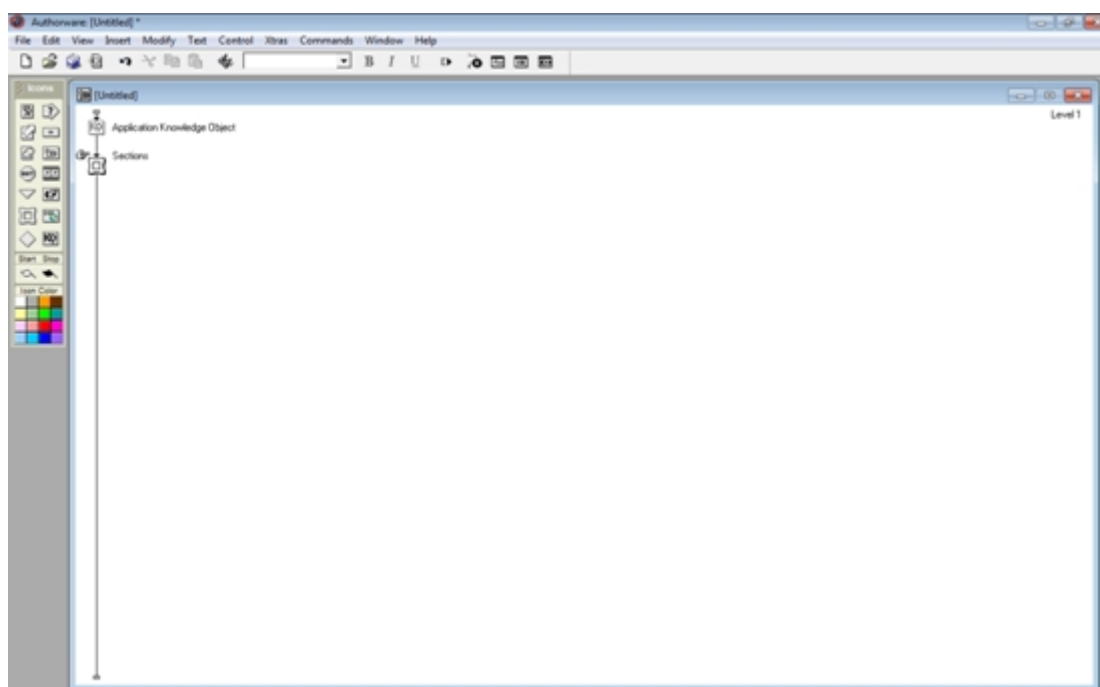 Authorware: [Untitled] *
File Edit View Insert Modify Text Control Xtras Commands Window Help
B I U
Icons
[Untitled]
Level 1
Application Knowledge Object
Sections
Start Stop
Icon Color